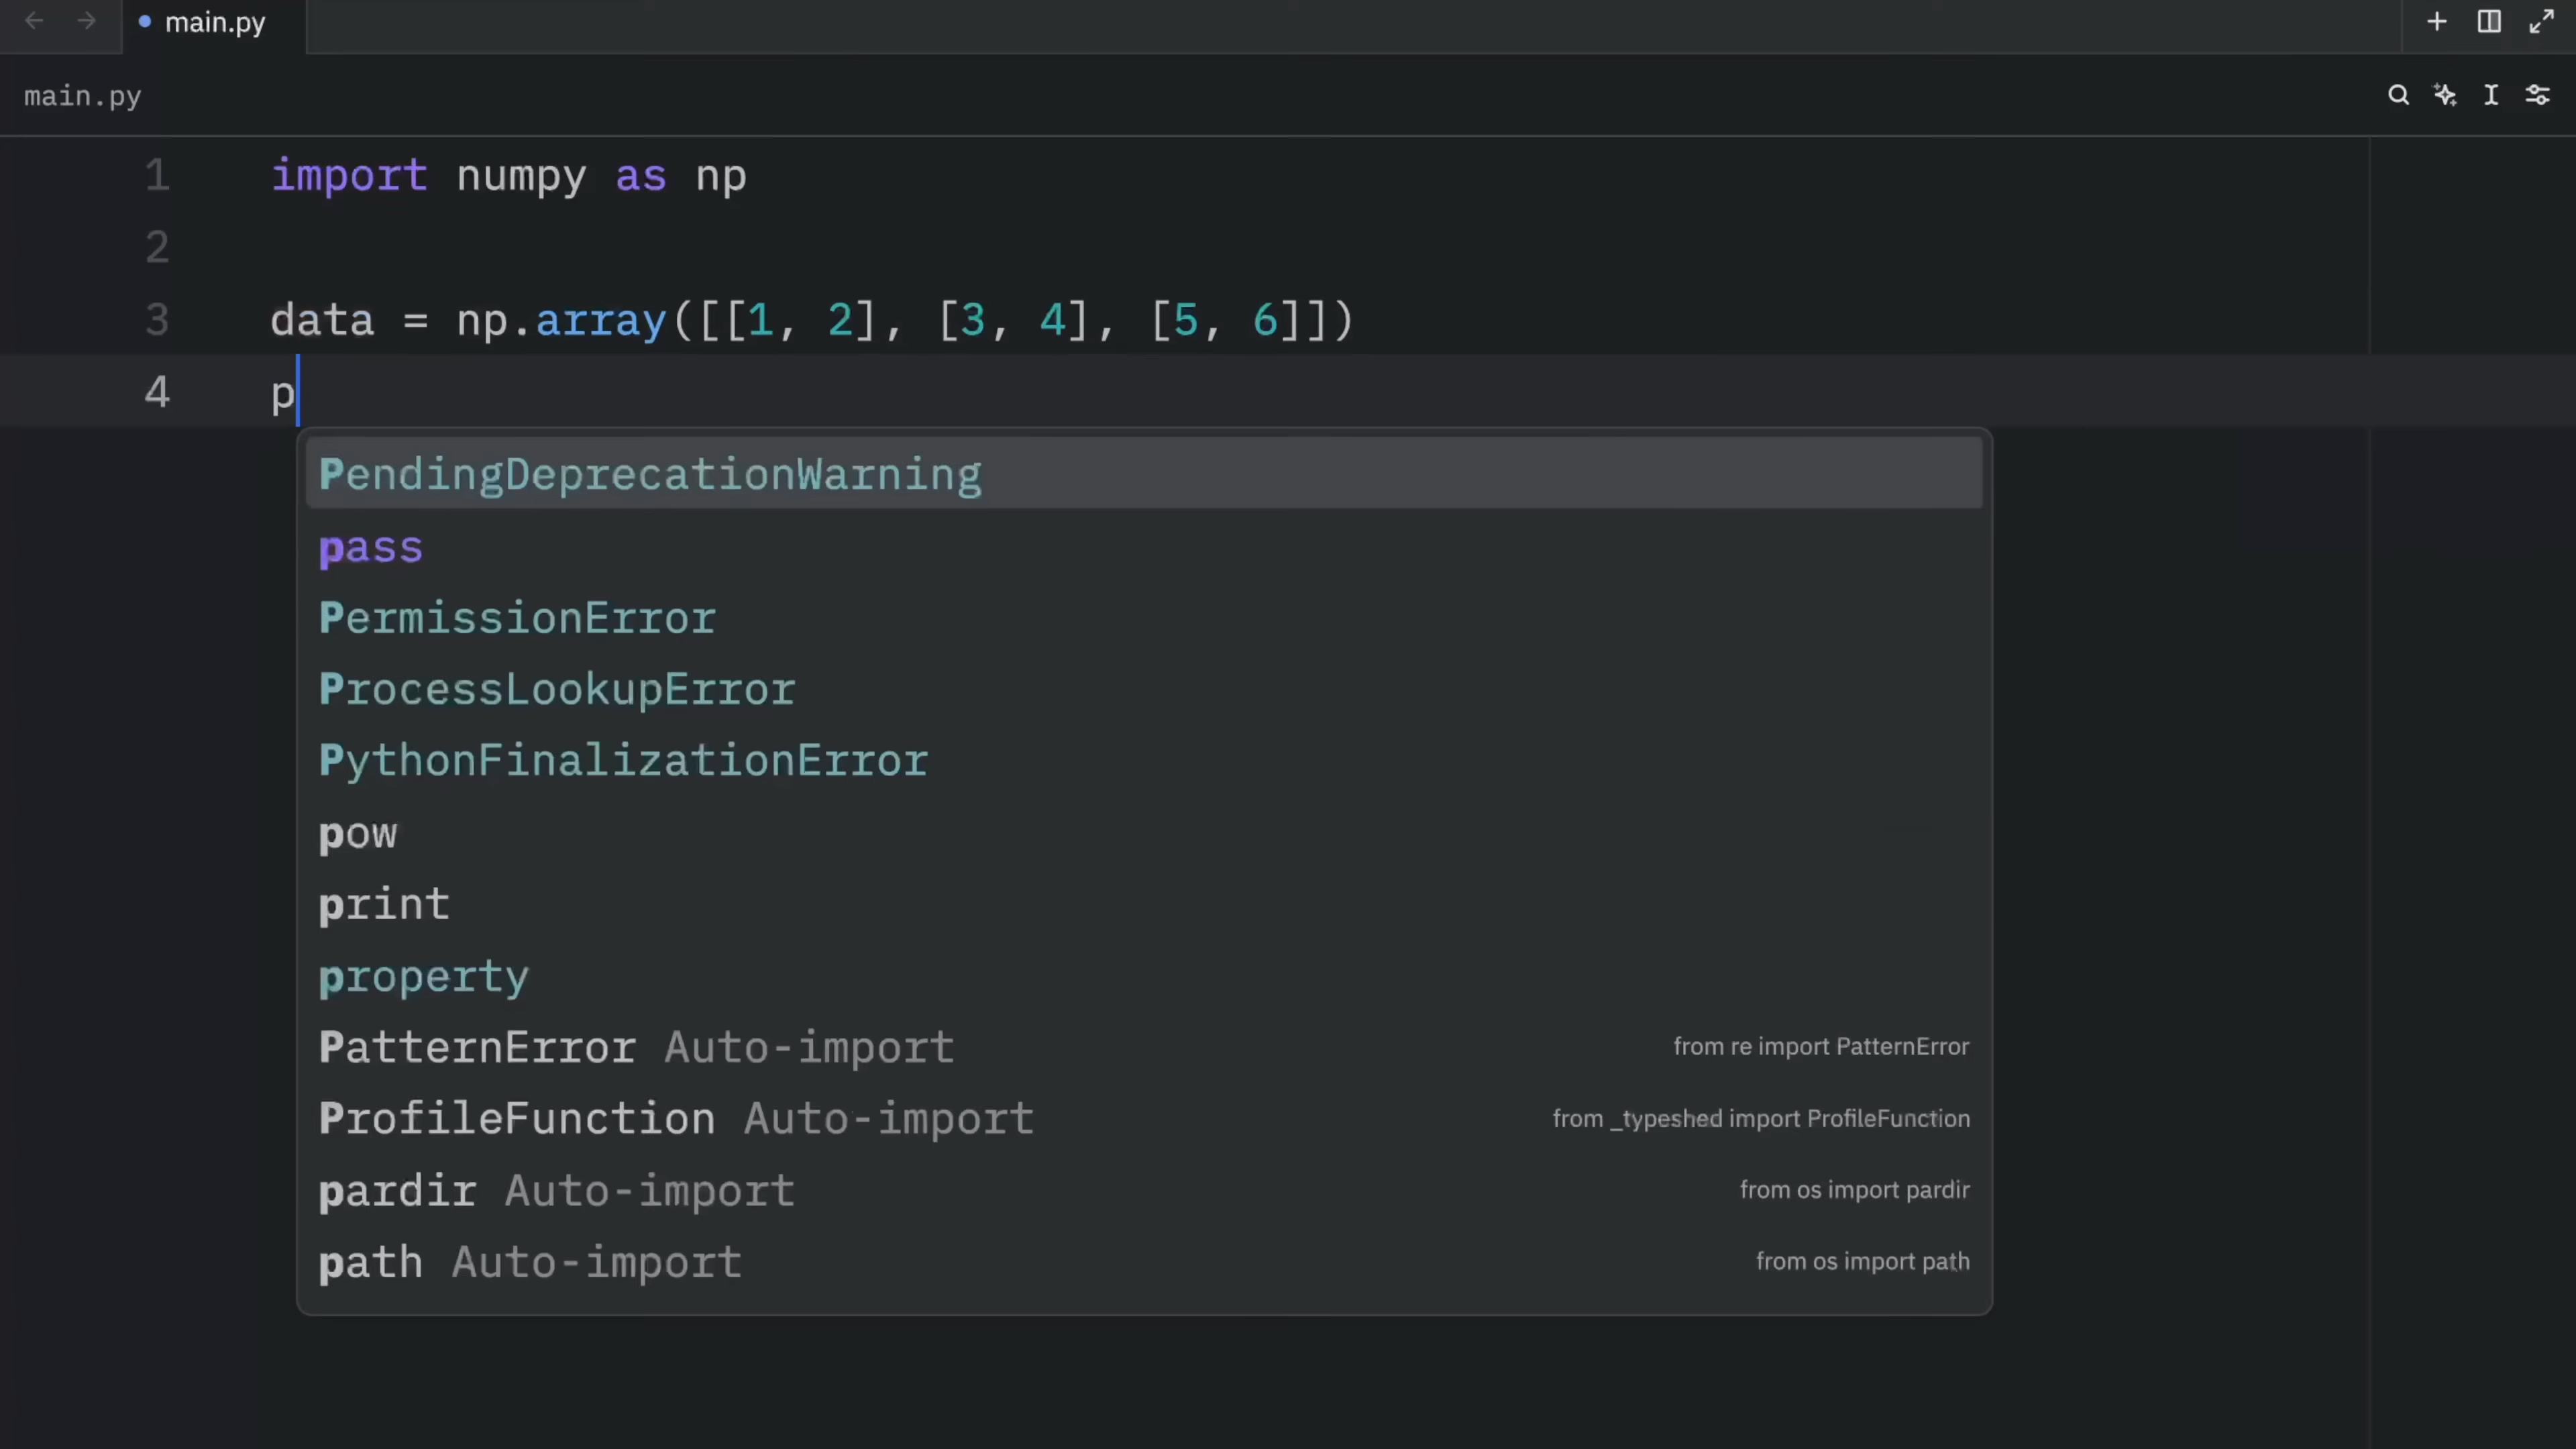 main.py
main.py
1 import numpy as np
2
3 data = np.array([[1, 2], [3, 4], [5, 6]])
4 p
PendingDeprecationWarning
pass
PermissionError
ProcessLookupError
PythonFinalizationError
pow
print
property
PatternError Auto-import from re import PatternError
ProfileFunction Auto-import from _typeshed import ProfileFunction
pardir Auto-import from os import pardir
path Auto-import from os import path